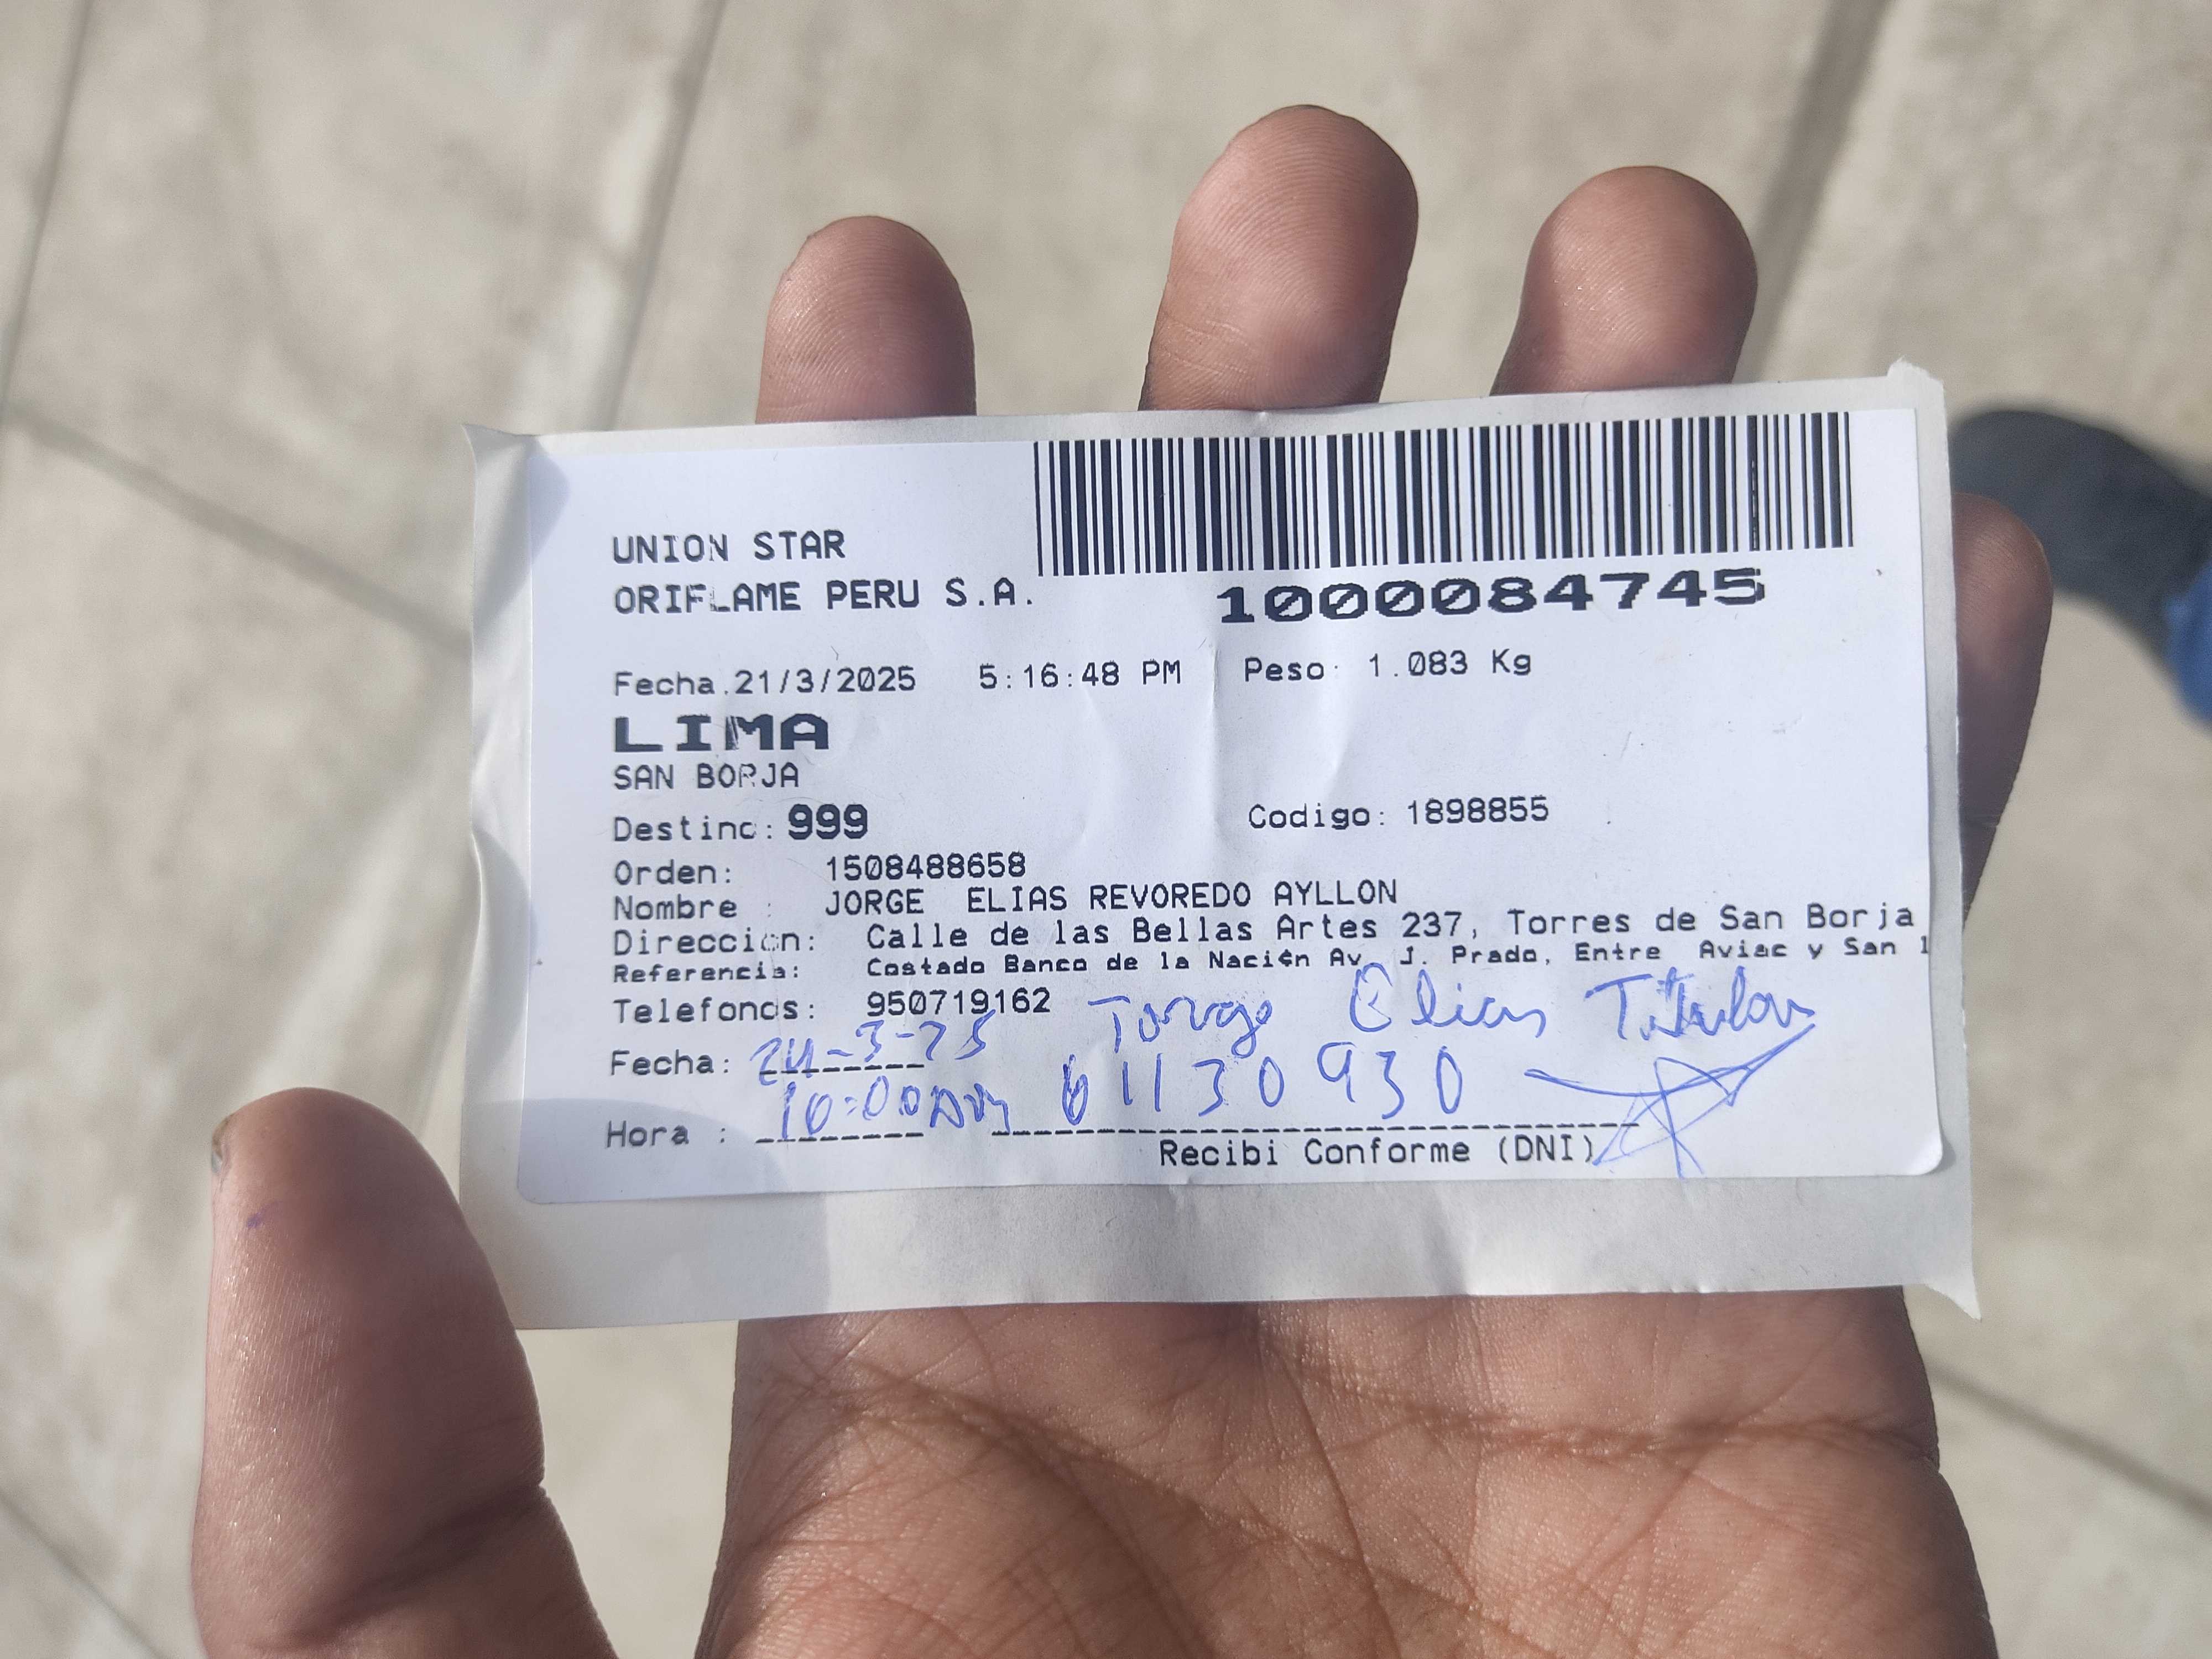 UNION STAR
ORIFLAME PERU S.A.
1000084745
Fecha.21/3/2025 5:16:48 PM Peso: 1.083 Kg
LIMA
SAN BORJA
Destino: 999 Codigo: 1898855
Orden: 1508488658
Nombre : JORGE ELIAS REVOREDO AYLLON
Direccion: Calle de las Bellas Artes 237, Torres de San Borja
Referencia: Costado Banco de la Naci¢n Av. J. Prado, Entre Aviac y San l
Telefonos: 950719162 Jorge Elias Titular
Fecha: 24-3-25
Hora : 10:00 Am 61130930
Recibi Conforme (DNI)